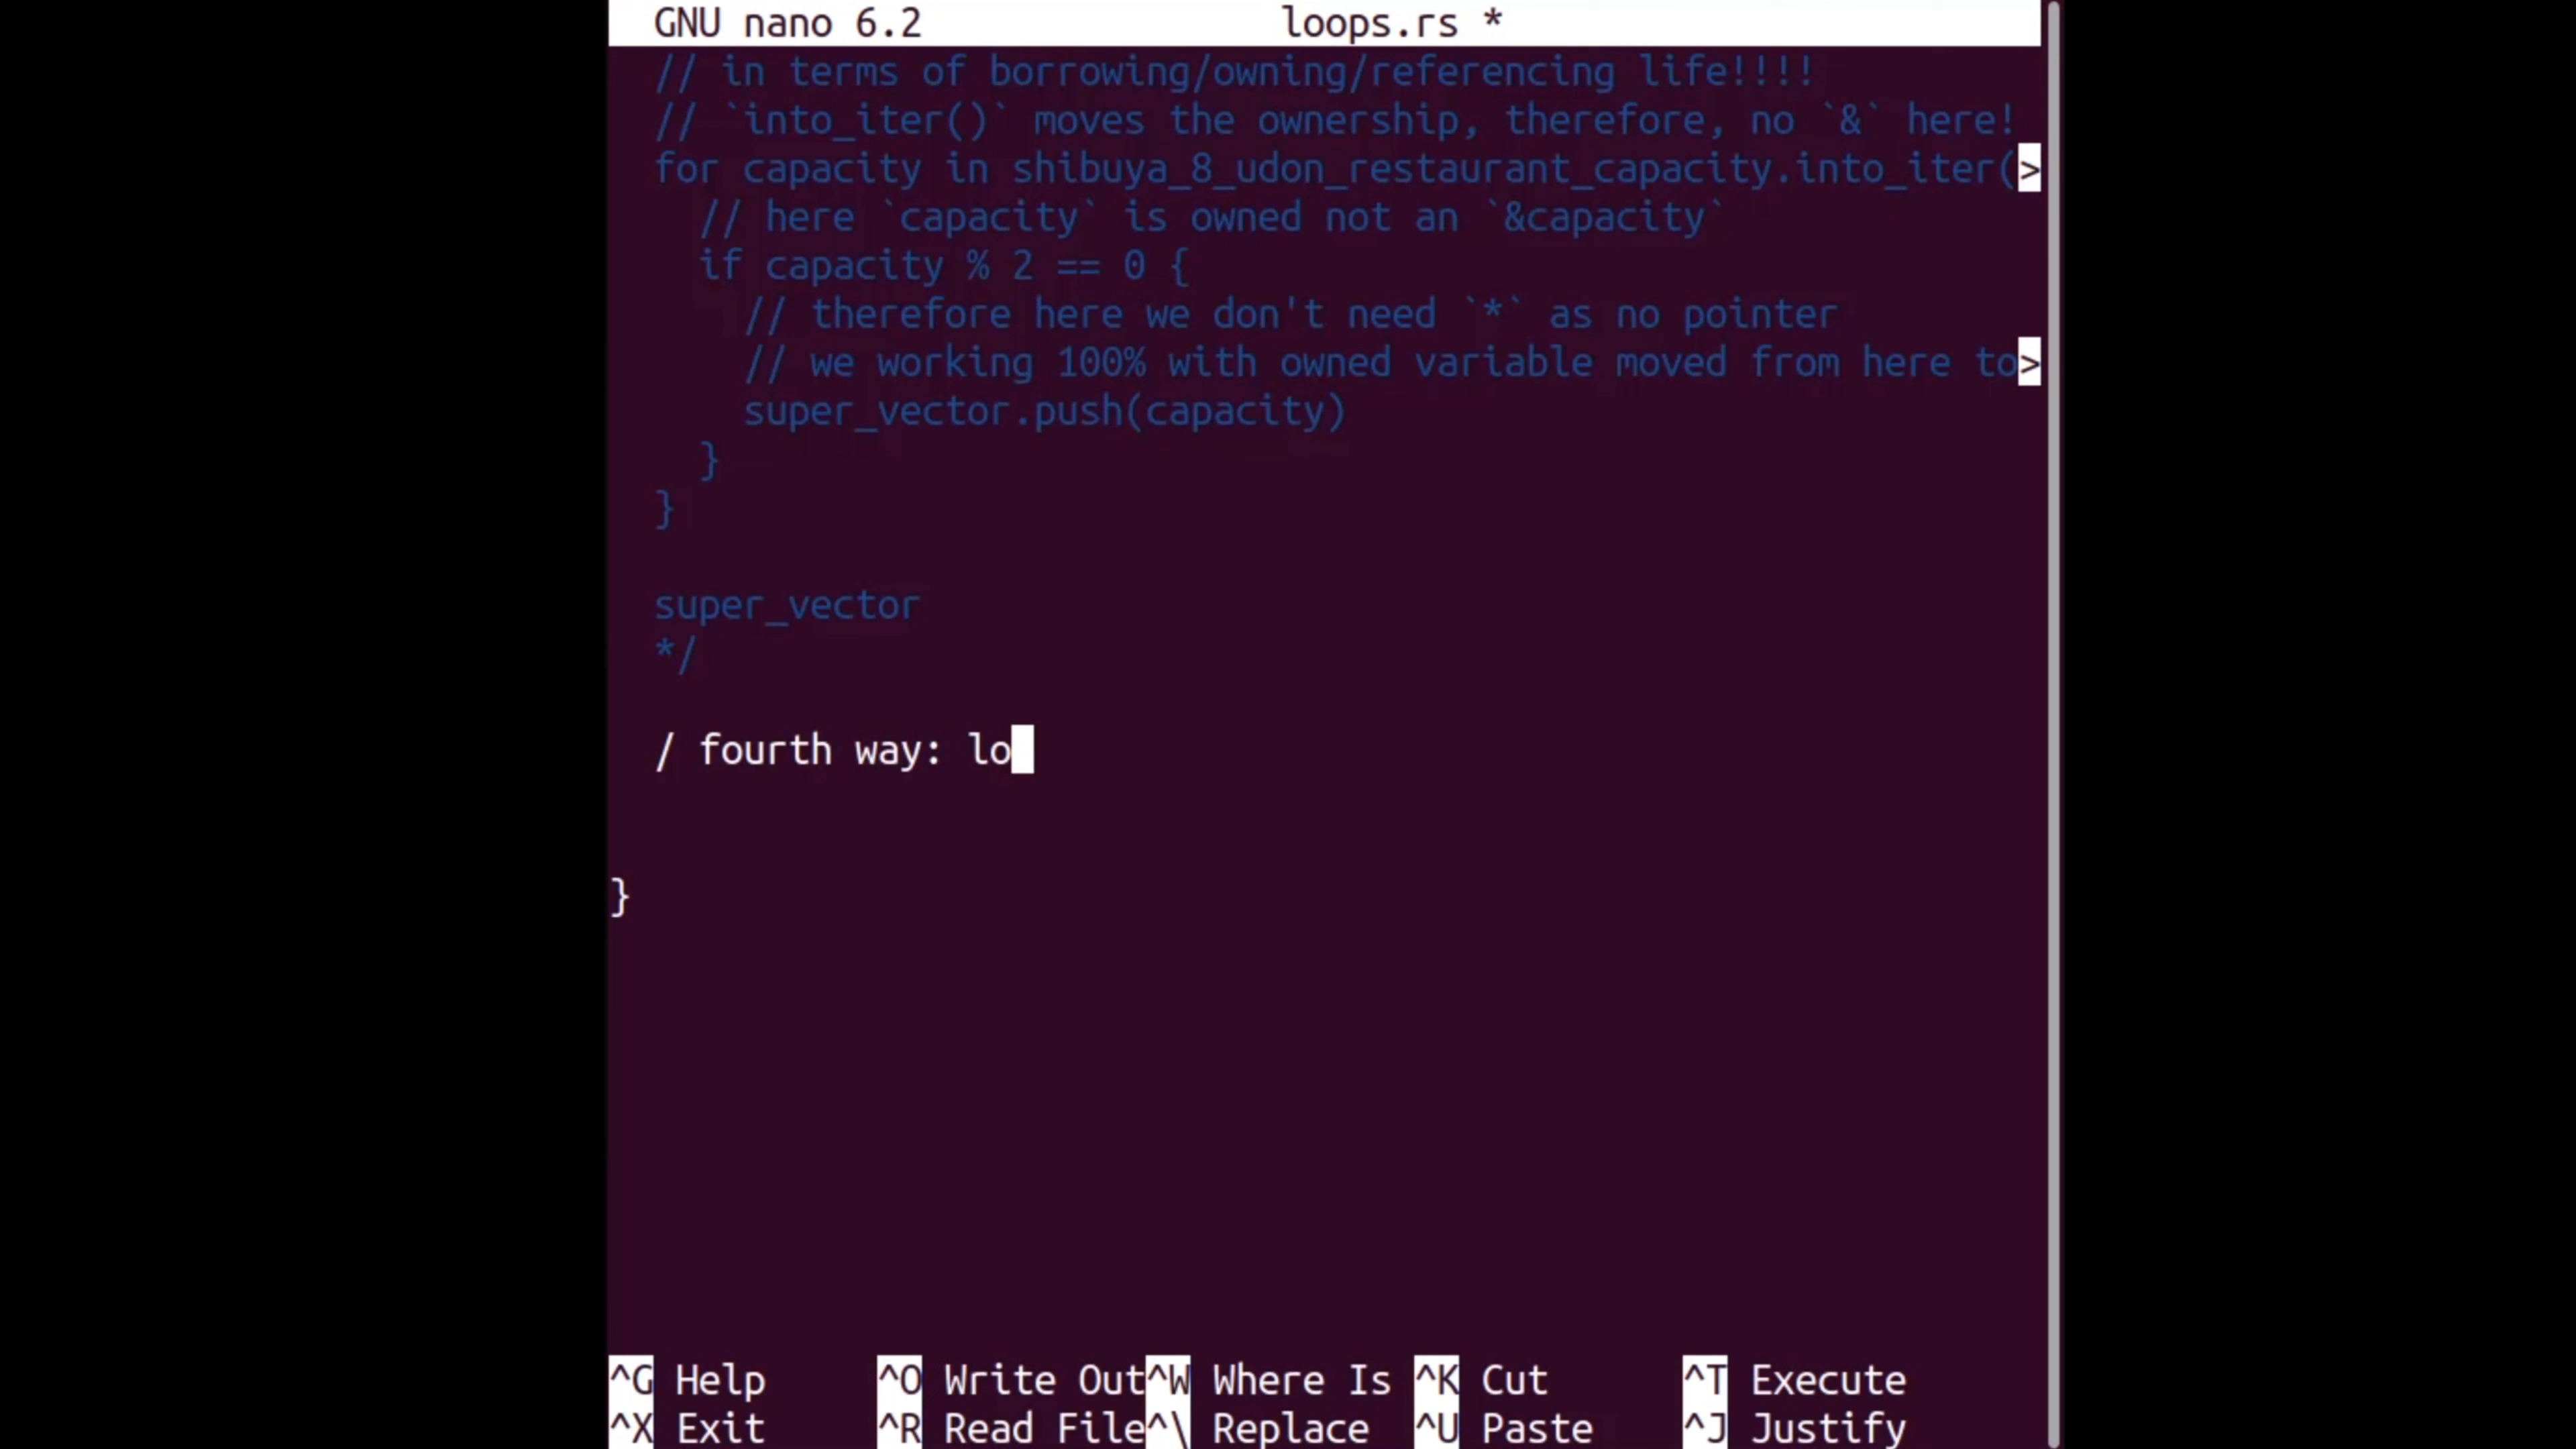 GNU nano 6.2 loops.rs *
// in terms of borrowing/owning/referencing life!!!!
// `into_iter()` moves the ownership, therefore, no `&` here!
for capacity in shibuya_8_udon_restaurant_capacity.into_iter(>
// here `capacity` is owned not an `&capacity`
if capacity % 2 == 0 {
// therefore here we don't need `*` as no pointer
// we working 100% with owned variable moved from here to>
super_vector.push(capacity)
}
}
super_vector
*/
/ fourth way: lo
}
^G Help ^O Write Out ^W Where Is ^K Cut ^T Execute
^X Exit ^R Read File ^\ Replace ^U Paste ^J Justify